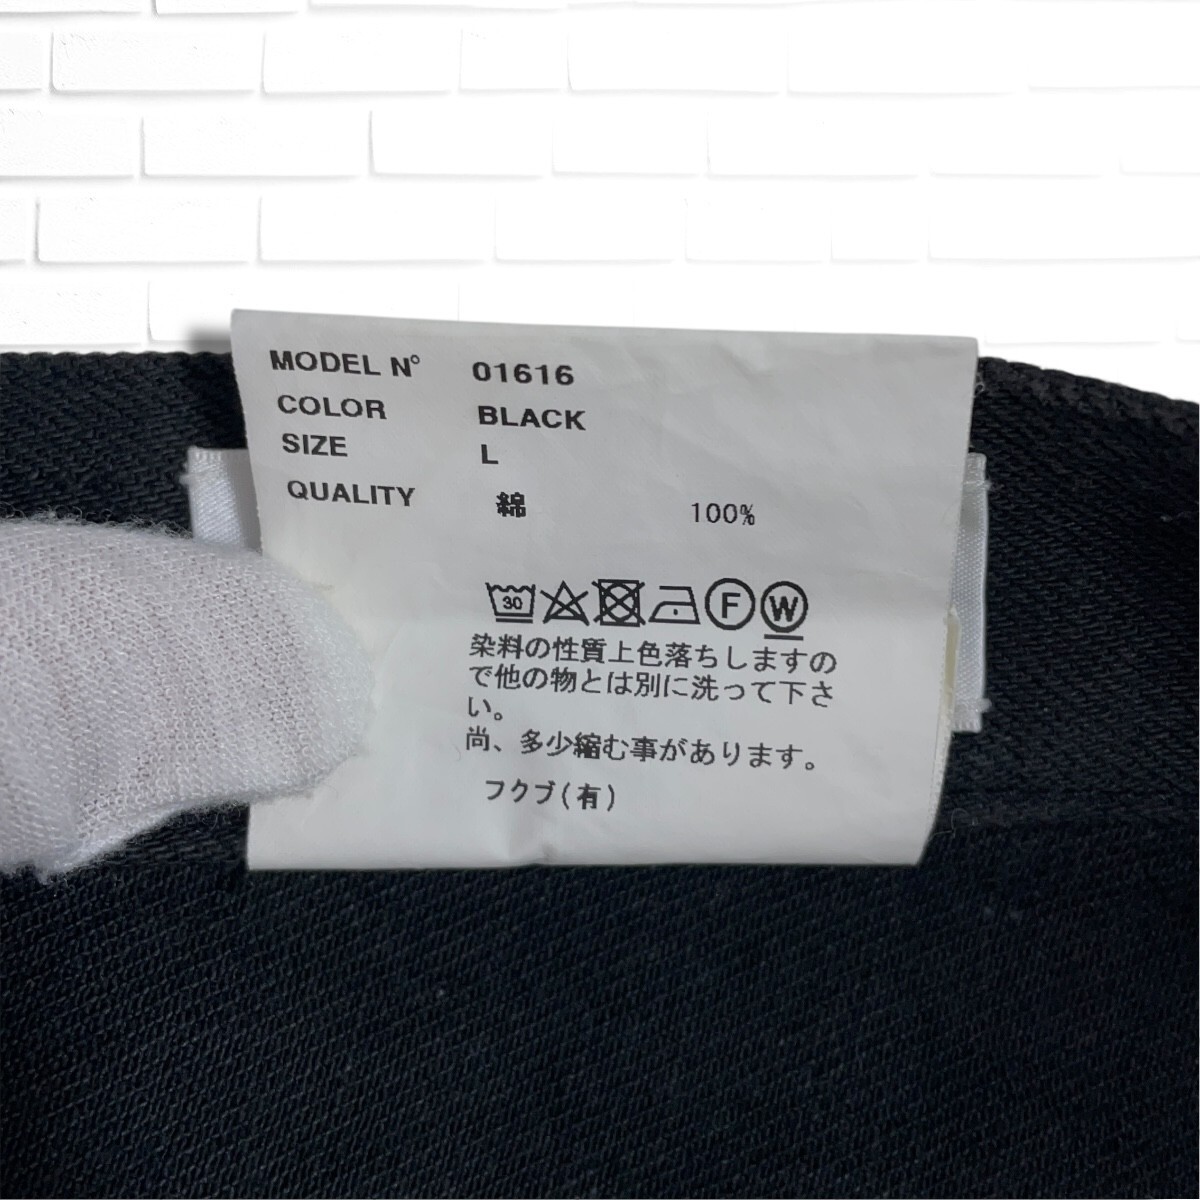 MODEL N° 01616
COLOR BLACK
SIZE L
QUALITY 綿 100%
30 F W
染料の性質上色落ちしますの
で他の物とは別に洗って下さ
い。
尚、多少縮む事があります。
フクブ(有)